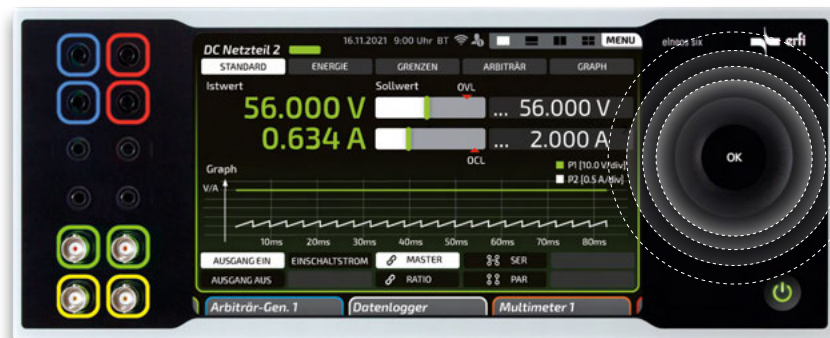 16.11.2021 9:00 Uhr BT MENU
DC Netzteil 2
STANDARD ENERGIE GRENZEN ARBITRÄR GRAPH
Istwert Sollwert OVL
56.000 V ... 56.000 V
0.634 A ... 2.000 A
OCL
Graph P1 [10.0 V/div]
V/A P2 [0.5 A/div]
10ms 20ms 30ms 40ms 50ms 60ms 70ms 80ms
AUSGANG EIN EINSCHALTSTROM MASTER SER
AUSGANG AUS RATIO PAR
Arbiträr-Gen. 1 Datenlogger Multimeter 1
elneos six erfi
OK